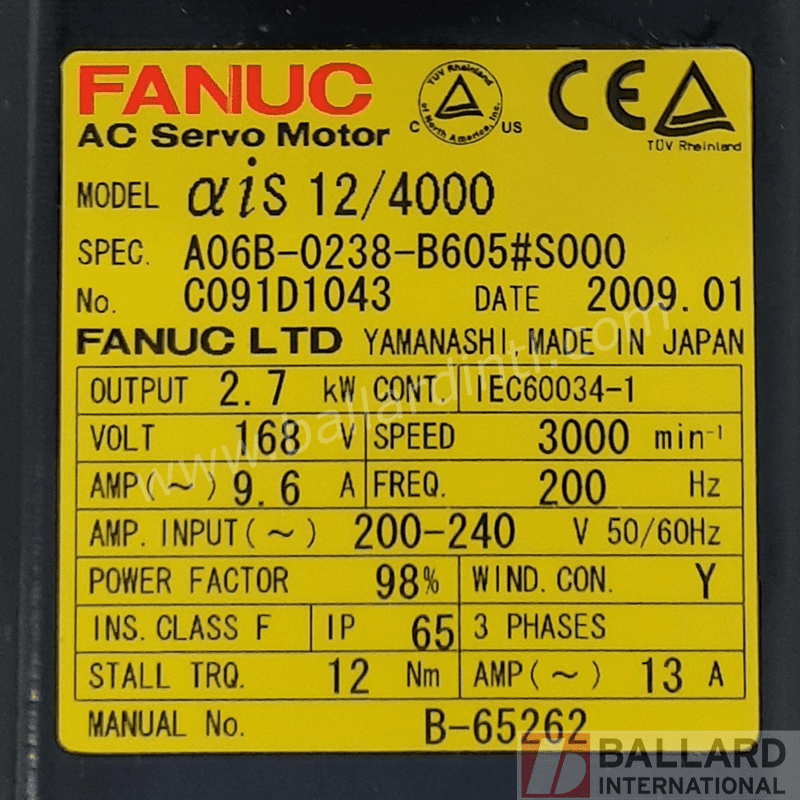 FANUC
AC Servo Motor
TÜV Rheinland of North America, Inc.
C US
CE
TÜV Rheinland
MODEL αiS 12/4000
SPEC. A06B-0238-B605#S000
No. C091D1043 DATE 2009.01
FANUC LTD YAMANASHI, MADE IN JAPAN
OUTPUT 2.7 kW CONT. IEC60034-1
VOLT 168 V SPEED 3000 min⁻¹
AMP(~) 9.6 A FREQ. 200 Hz
AMP. INPUT(~) 200-240 V 50/60Hz
POWER FACTOR 98% WIND. CON. Y
INS. CLASS F IP 65 3 PHASES
STALL TRQ. 12 Nm AMP(~) 13 A
MANUAL No. B-65262
www.ballardintl.com
BALLARD
INTERNATIONAL